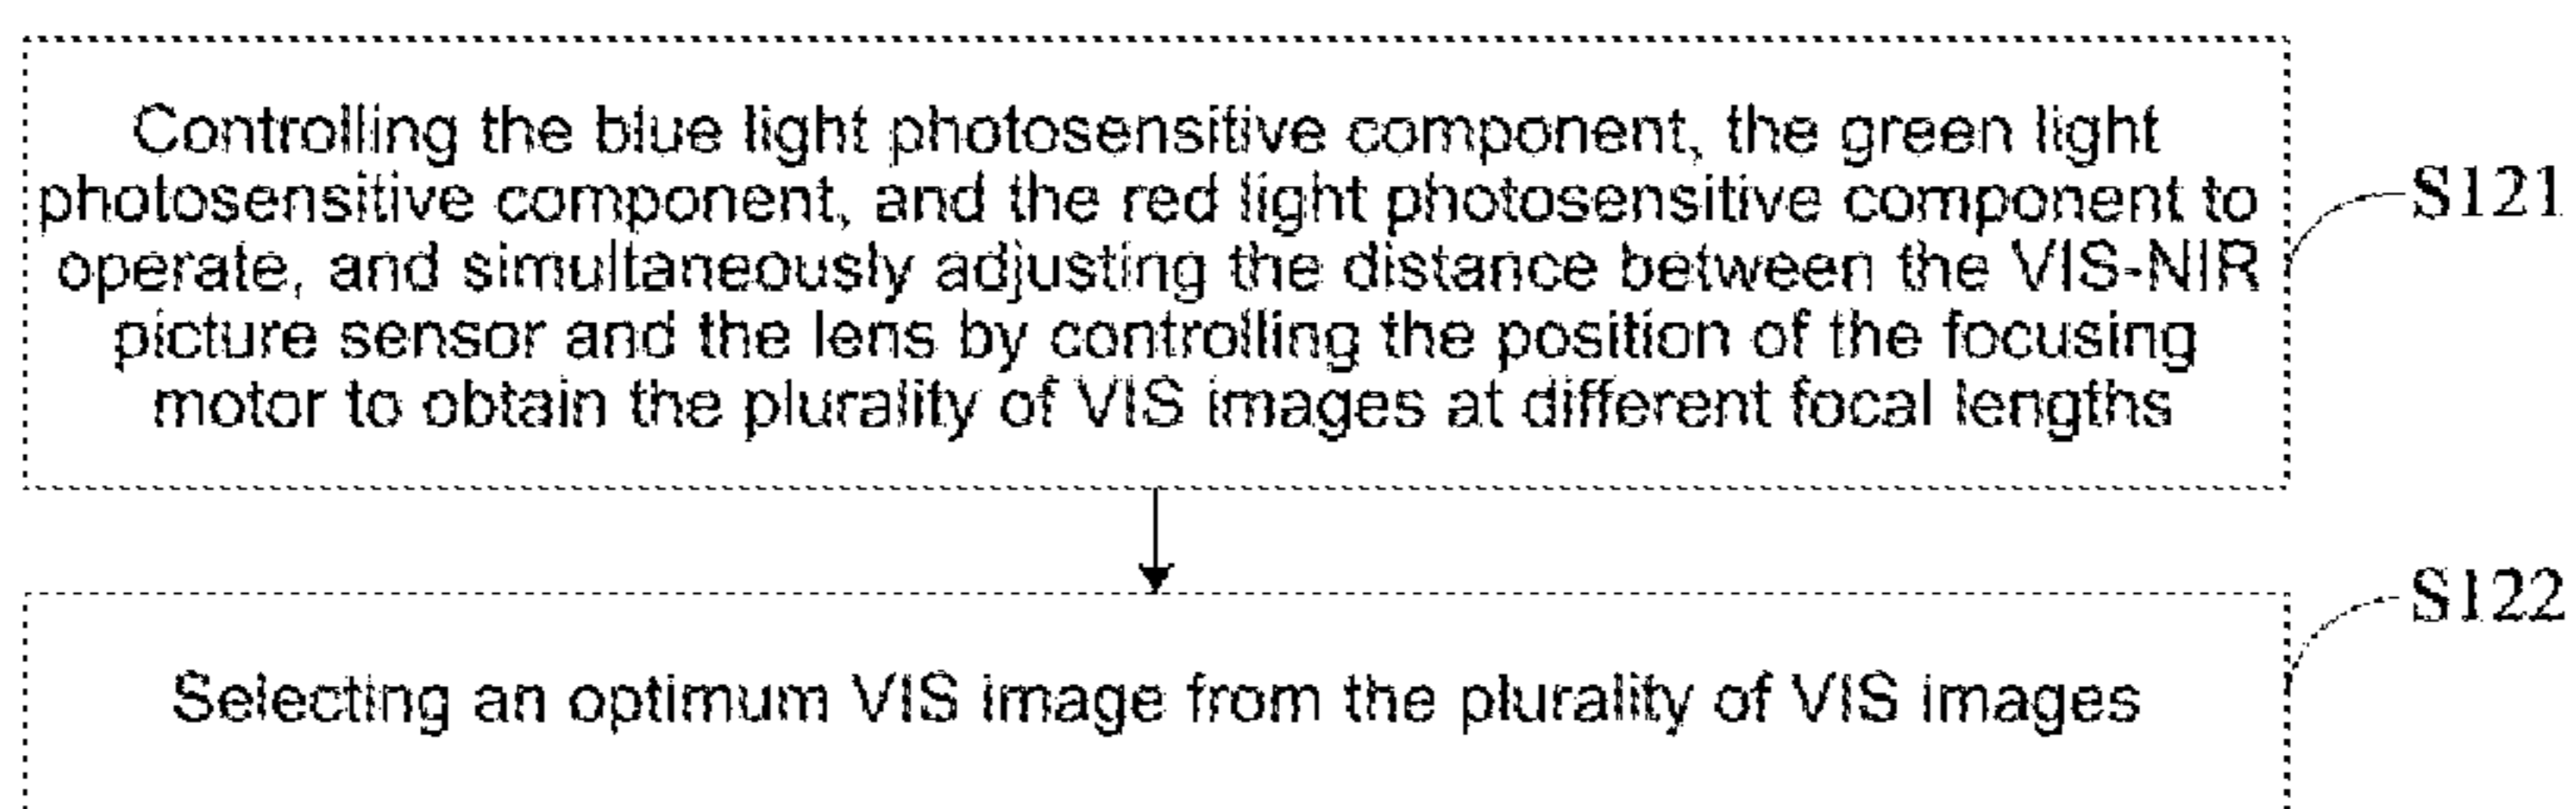 Controlling the blue light photosensitive component, the green light
photosensitive component, and the red light photosensitive component to
operate, and simultaneously adjusting the distance between the VIS-NIR
picture sensor and the lens by controlling the position of the focusing
motor to obtain the plurality of VIS images at different focal lengths
S121
S122
Selecting an optimum VIS image from the plurality of VIS images